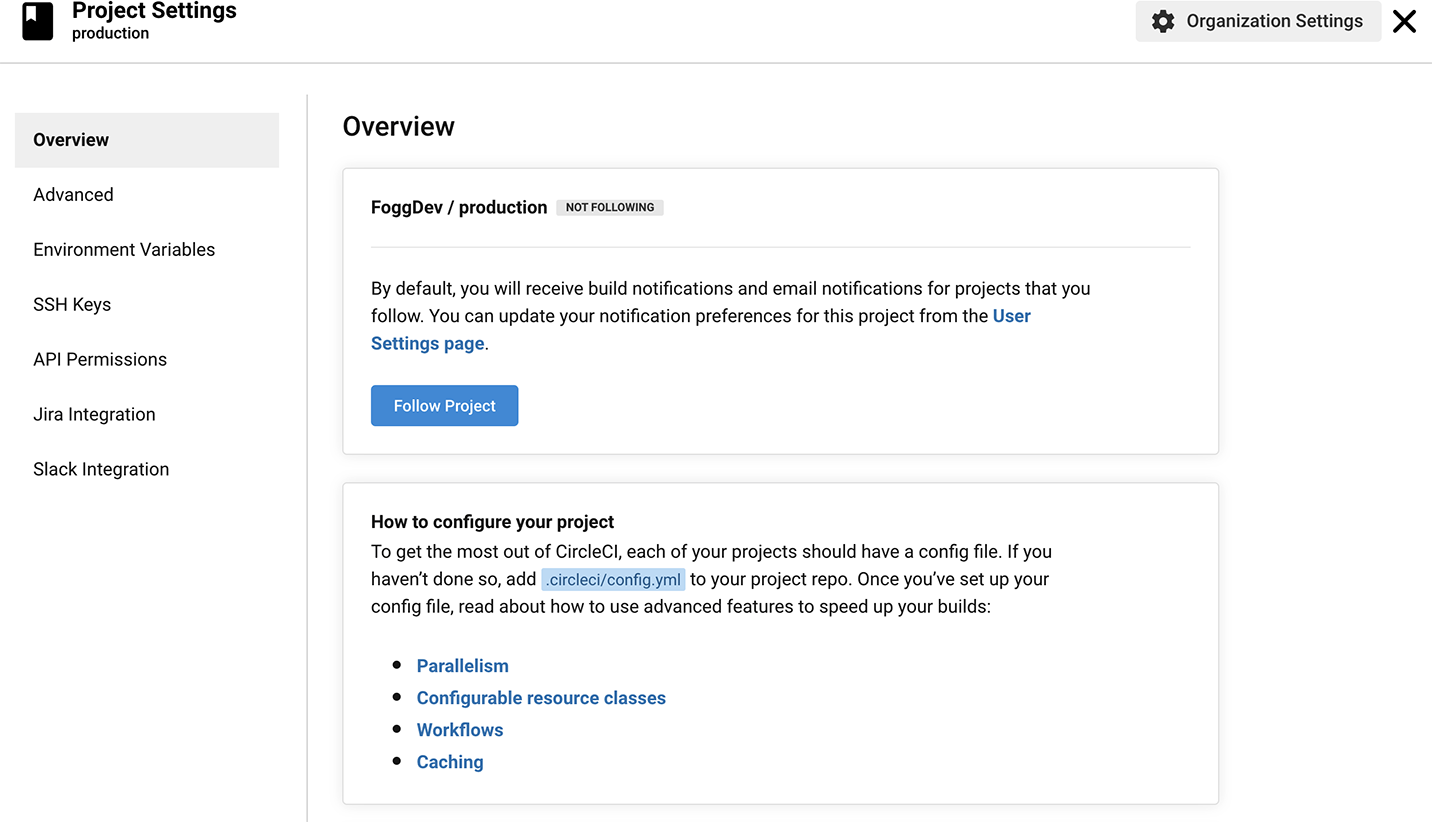 Project Settings
production
Organization Settings
Overview
Advanced
Environment Variables
SSH Keys
API Permissions
Jira Integration
Slack Integration
Overview
FoggDev / production NOT FOLLOWING
By default, you will receive build notifications and email notifications for projects that you
follow. You can update your notification preferences for this project from the User
Settings page.
Follow Project
How to configure your project
To get the most out of CircleCI, each of your projects should have a config file. If you
haven’t done so, add .circleci/config.yml to your project repo. Once you’ve set up your
config file, read about how to use advanced features to speed up your builds:
Parallelism
Configurable resource classes
Workflows
Caching